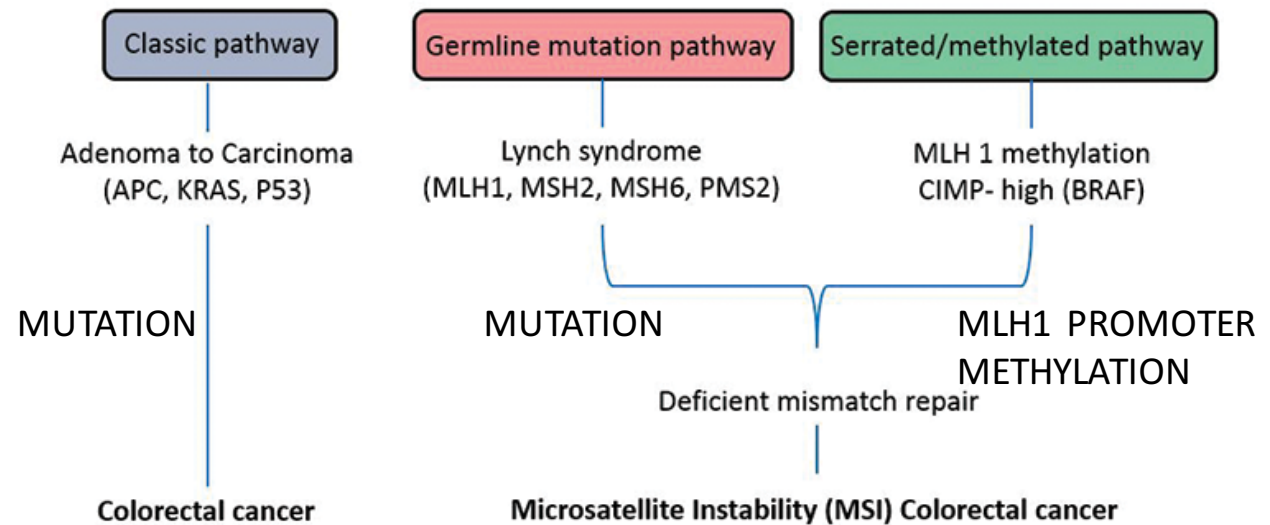 Classic pathway
Germline mutation pathway
Serrated/methylated pathway
Adenoma to Carcinoma
(APC, KRAS, P53)
Lynch syndrome
(MLH1, MSH2, MSH6, PMS2)
MLH 1 methylation
CIMP- high (BRAF)
MUTATION
MUTATION
MLH1 PROMOTER
METHYLATION
Deficient mismatch repair
Colorectal cancer
Microsatellite Instability (MSI) Colorectal cancer